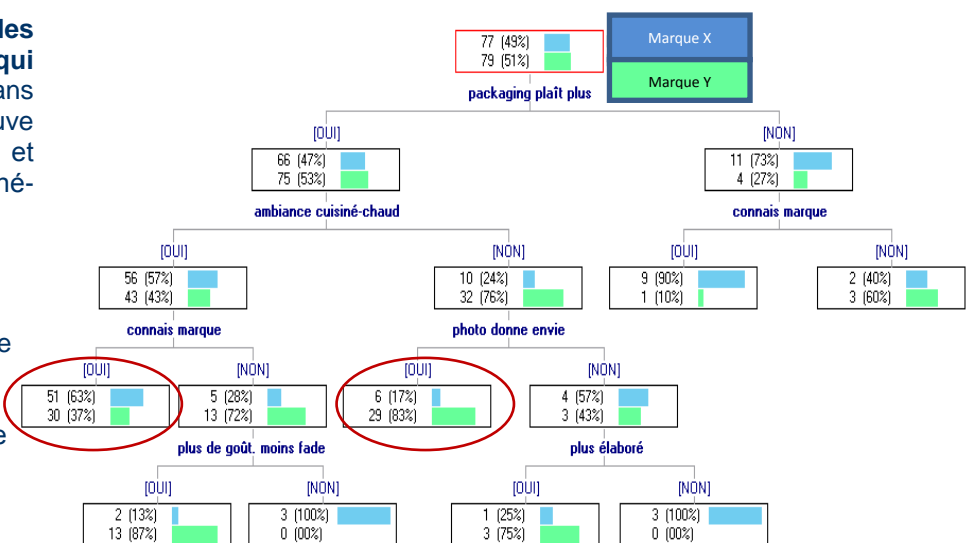 des
qui
ans
uve
et
né-
e
e
77 (49%)
79 (51%)
Marque X
Marque Y
packaging plaît plus
[OUI]
[NON]
66 (47%)
75 (53%)
11 (73%)
4 (27%)
ambiance cuisiné-chaud
connais marque
[OUI]
[NON]
[OUI]
[NON]
56 (57%)
43 (43%)
10 (24%)
32 (76%)
9 (90%)
1 (10%)
2 (40%)
3 (60%)
connais marque
photo donne envie
[OUI]
[NON]
[OUI]
[NON]
51 (63%)
30 (37%)
5 (28%)
13 (72%)
6 (17%)
29 (83%)
4 (57%)
3 (43%)
plus de goût. moins fade
plus élaboré
[OUI]
[NON]
[OUI]
[NON]
2 (13%)
13 (87%)
3 (100%)
0 (00%)
1 (25%)
3 (75%)
3 (100%)
0 (00%)